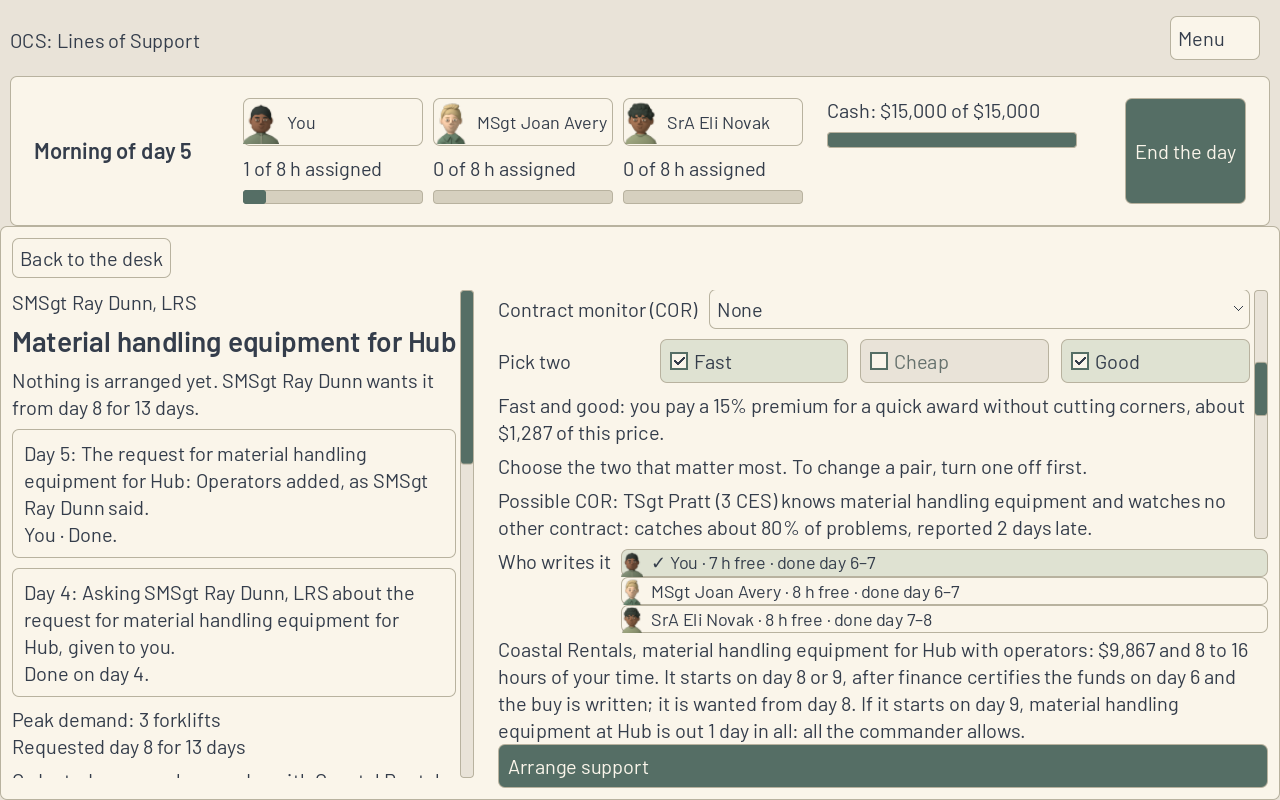 OCS: Lines of Support
Menu
Morning of day 5
You
MSgt Joan Avery
SrA Eli Novak
1 of 8 h assigned
0 of 8 h assigned
0 of 8 h assigned
Cash: $15,000 of $15,000
End the day
Back to the desk
SMSgt Ray Dunn, LRS
Material handling equipment for Hub
Nothing is arranged yet. SMSgt Ray Dunn wants it
from day 8 for 13 days.
Day 5: The request for material handling
equipment for Hub: Operators added, as SMSgt
Ray Dunn said.
You · Done.
Day 4: Asking SMSgt Ray Dunn, LRS about the
request for material handling equipment for
Hub, given to you.
Done on day 4.
Peak demand: 3 forklifts
Requested day 8 for 13 days
Contract monitor (COR)
None
Pick two
Fast
Cheap
Good
Fast and good: you pay a 15% premium for a quick award without cutting corners, about
$1,287 of this price.
Choose the two that matter most. To change a pair, turn one off first.
Possible COR: TSgt Pratt (3 CES) knows material handling equipment and watches no
other contract: catches about 80% of problems, reported 2 days late.
Who writes it
✓ You · 7 h free · done day 6–7
MSgt Joan Avery · 8 h free · done day 6–7
SrA Eli Novak · 8 h free · done day 7–8
Coastal Rentals, material handling equipment for Hub with operators: $9,867 and 8 to 16
hours of your time. It starts on day 8 or 9, after finance certifies the funds on day 6 and
the buy is written; it is wanted from day 8. If it starts on day 9, material handling
equipment at Hub is out 1 day in all: all the commander allows.
Arrange support